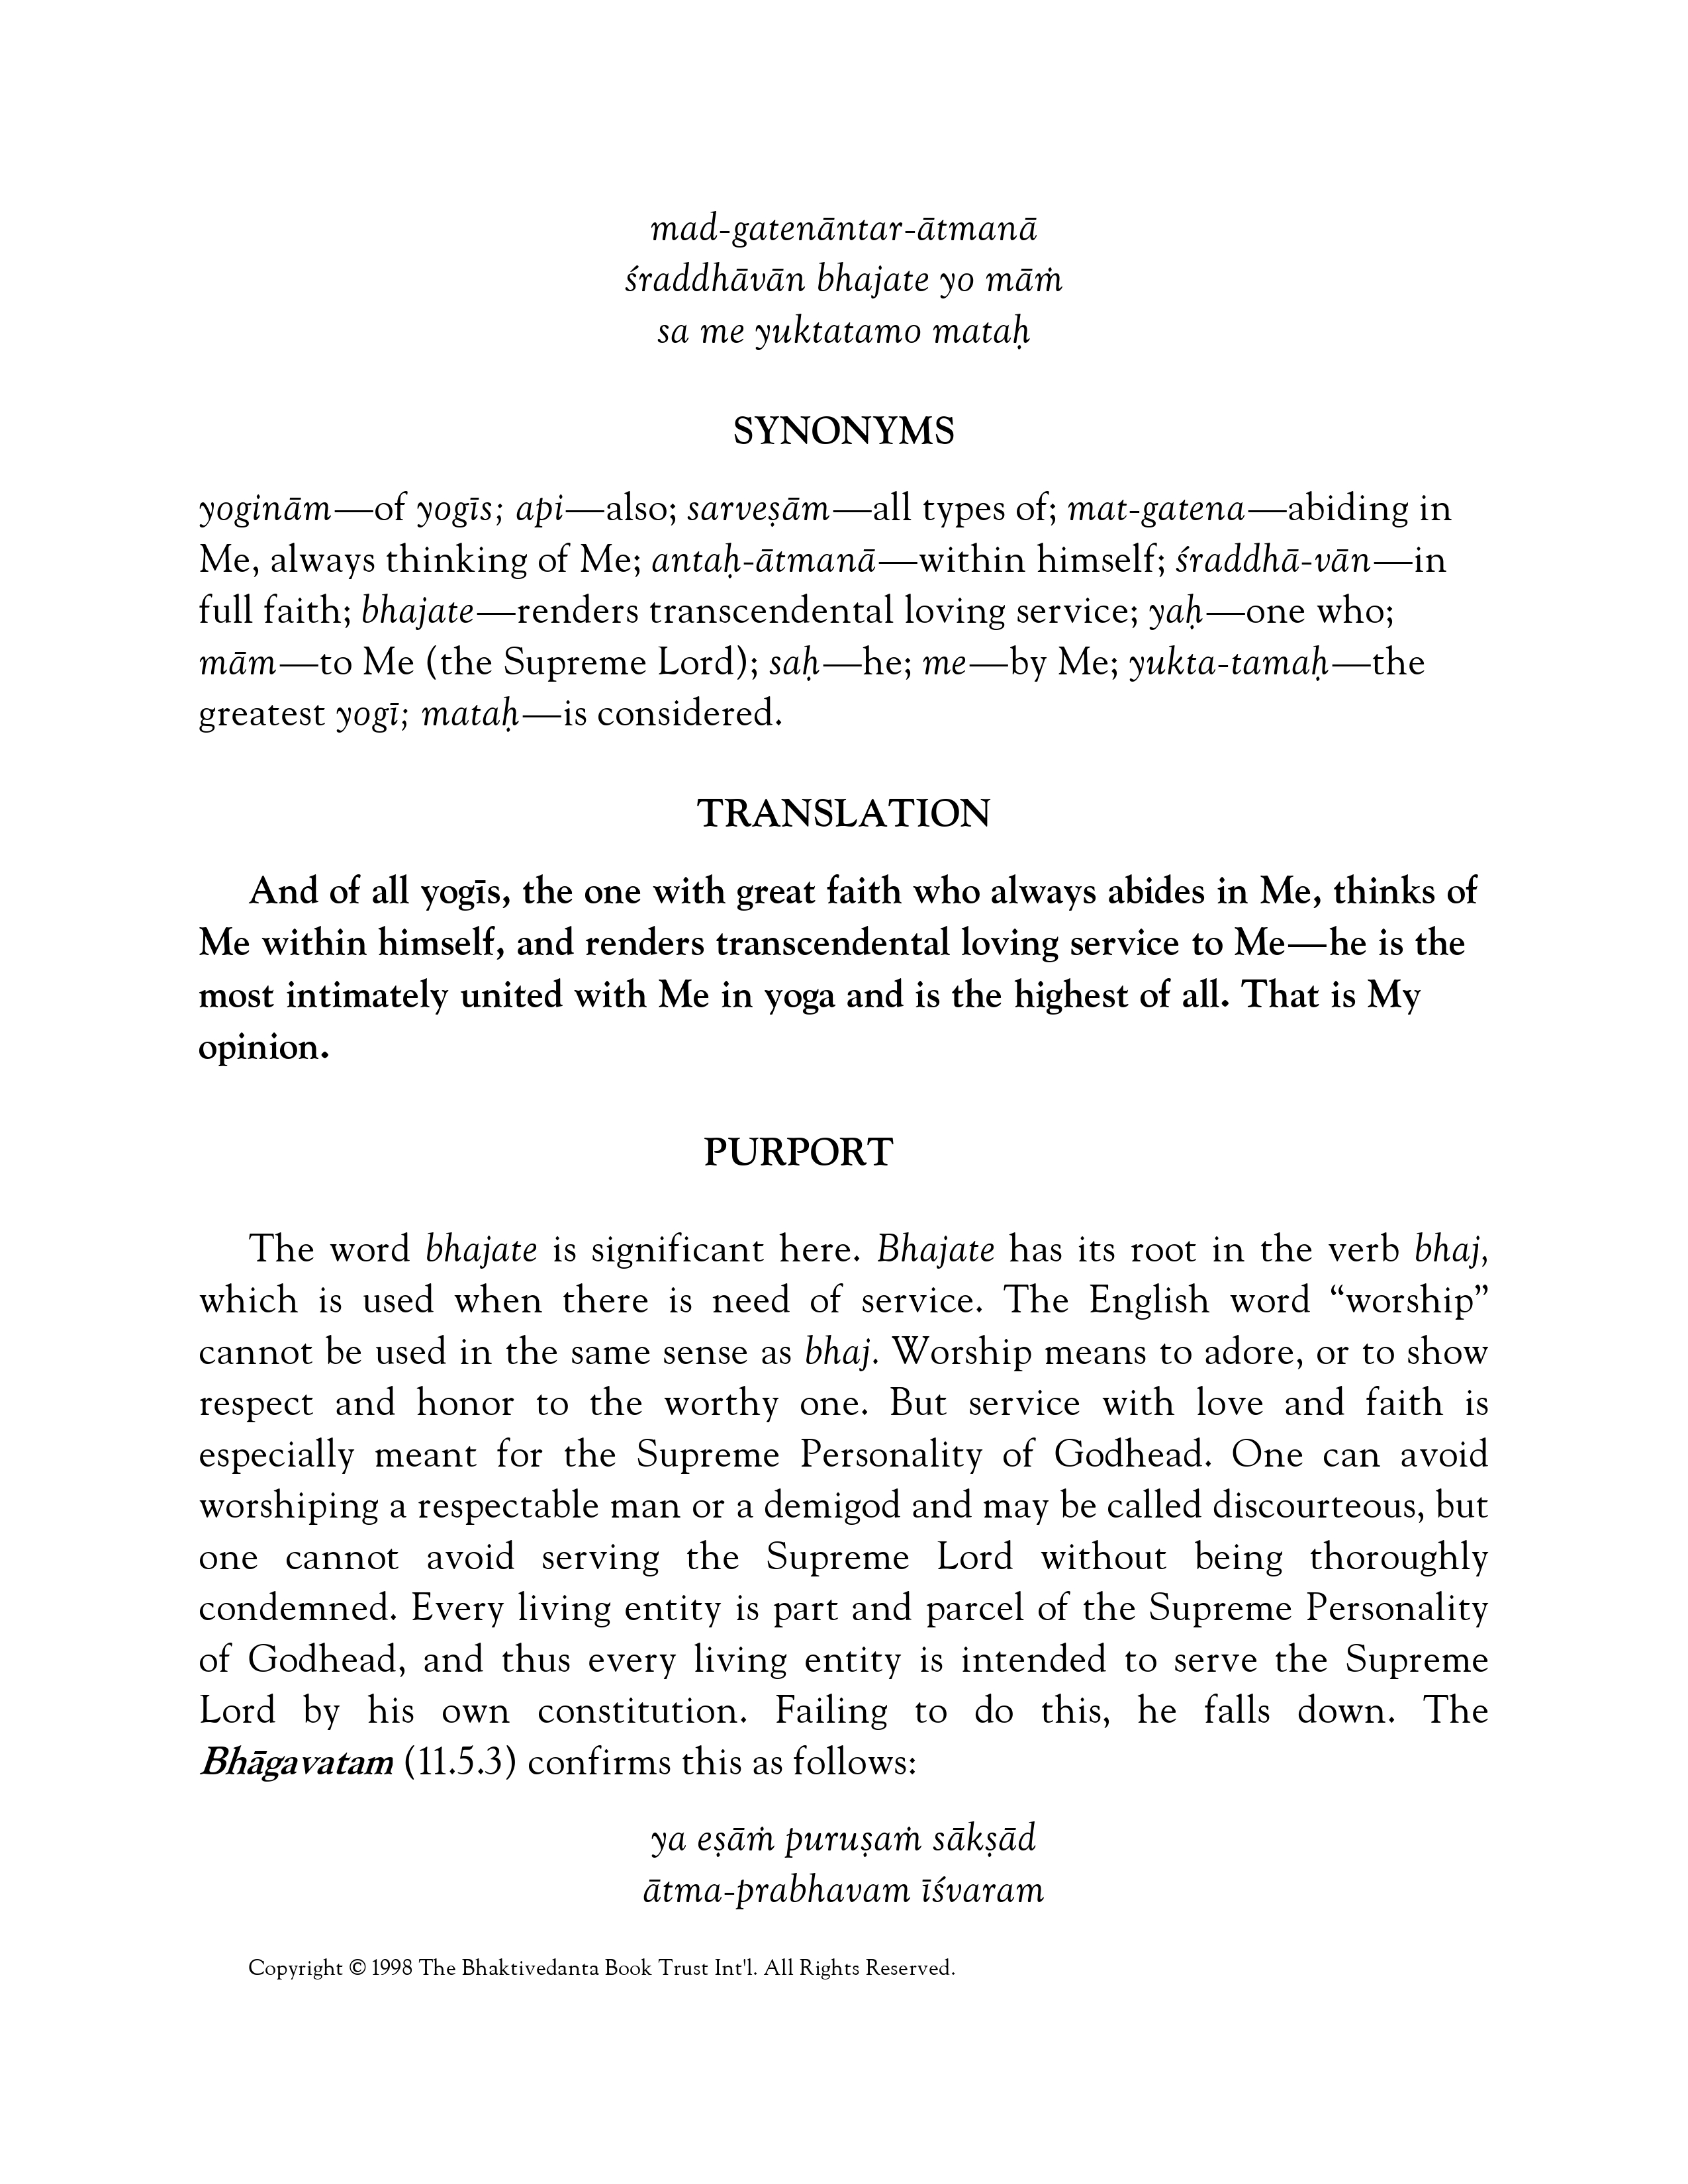 mad-gatenāntar-ātmanā
śraddhāvān bhajate yo māṁ
sa me yuktatamo mataḥ
SYNONYMS
yoginām—of yogīs; api—also; sarveṣām—all types of; mat-gatena—abiding in
Me, always thinking of Me; antaḥ-ātmanā—within himself; śraddhā-vān—in
full faith; bhajate—renders transcendental loving service; yaḥ—one who;
mām—to Me (the Supreme Lord); saḥ—he; me—by Me; yukta-tamaḥ—the
greatest yogī; mataḥ—is considered.
TRANSLATION
And of all yogīs, the one with great faith who always abides in Me, thinks of
Me within himself, and renders transcendental loving service to Me—he is the
most intimately united with Me in yoga and is the highest of all. That is My
opinion.
PURPORT
The word bhajate is significant here. Bhajate has its root in the verb bhaj,
which is used when there is need of service. The English word “worship”
cannot be used in the same sense as bhaj. Worship means to adore, or to show
respect and honor to the worthy one. But service with love and faith is
especially meant for the Supreme Personality of Godhead. One can avoid
worshiping a respectable man or a demigod and may be called discourteous, but
one cannot avoid serving the Supreme Lord without being thoroughly
condemned. Every living entity is part and parcel of the Supreme Personality
of Godhead, and thus every living entity is intended to serve the Supreme
Lord by his own constitution. Failing to do this, he falls down. The
Bhāgavatam (11.5.3) confirms this as follows:
ya eṣāṁ puruṣaṁ sākṣād
ātma-prabhavam īśvaram
Copyright © 1998 The Bhaktivedanta Book Trust Int'l. All Rights Reserved.